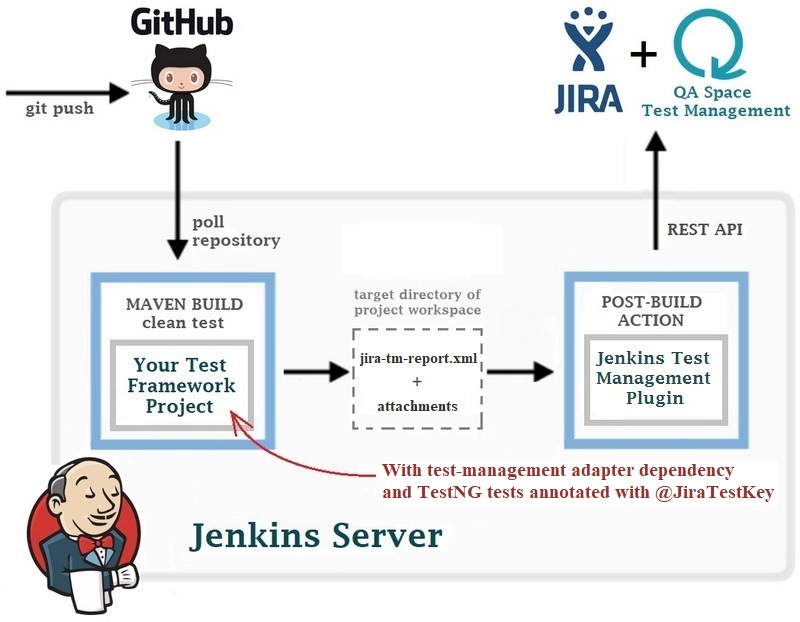 GitHub
git push
JIRA
+
QA Space
Test Management
poll
repository
REST API
MAVEN BUILD
clean test
Your Test
Framework
Project
target directory of
project workspace
jira-tm-report.xml
+
attachments
POST-BUILD
ACTION
Jenkins Test
Management
Plugin
With test-management adapter dependency
and TestNG tests annotated with @JiraTestKey
Jenkins Server